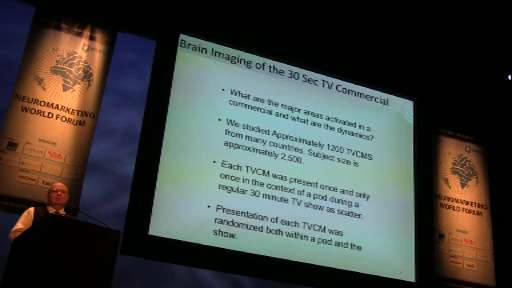 Brain Imaging of the 30 Sec TV Commercial
• What are the major areas activated in a
commercial and what are the dynamics?
• We studied Approximately 1200 TVCMS
from many countries. Subject size is
approximately 2,500.
• Each TVCM was present once and only
once in the context of a pod during a
regular 30 minute TV show as scatter.
• Presentation of each TVCM was
randomized both within a pod and the
show.
NEUROMARKETING
WORLD FORUM
NEUROMARKETING
WORLD FORUM